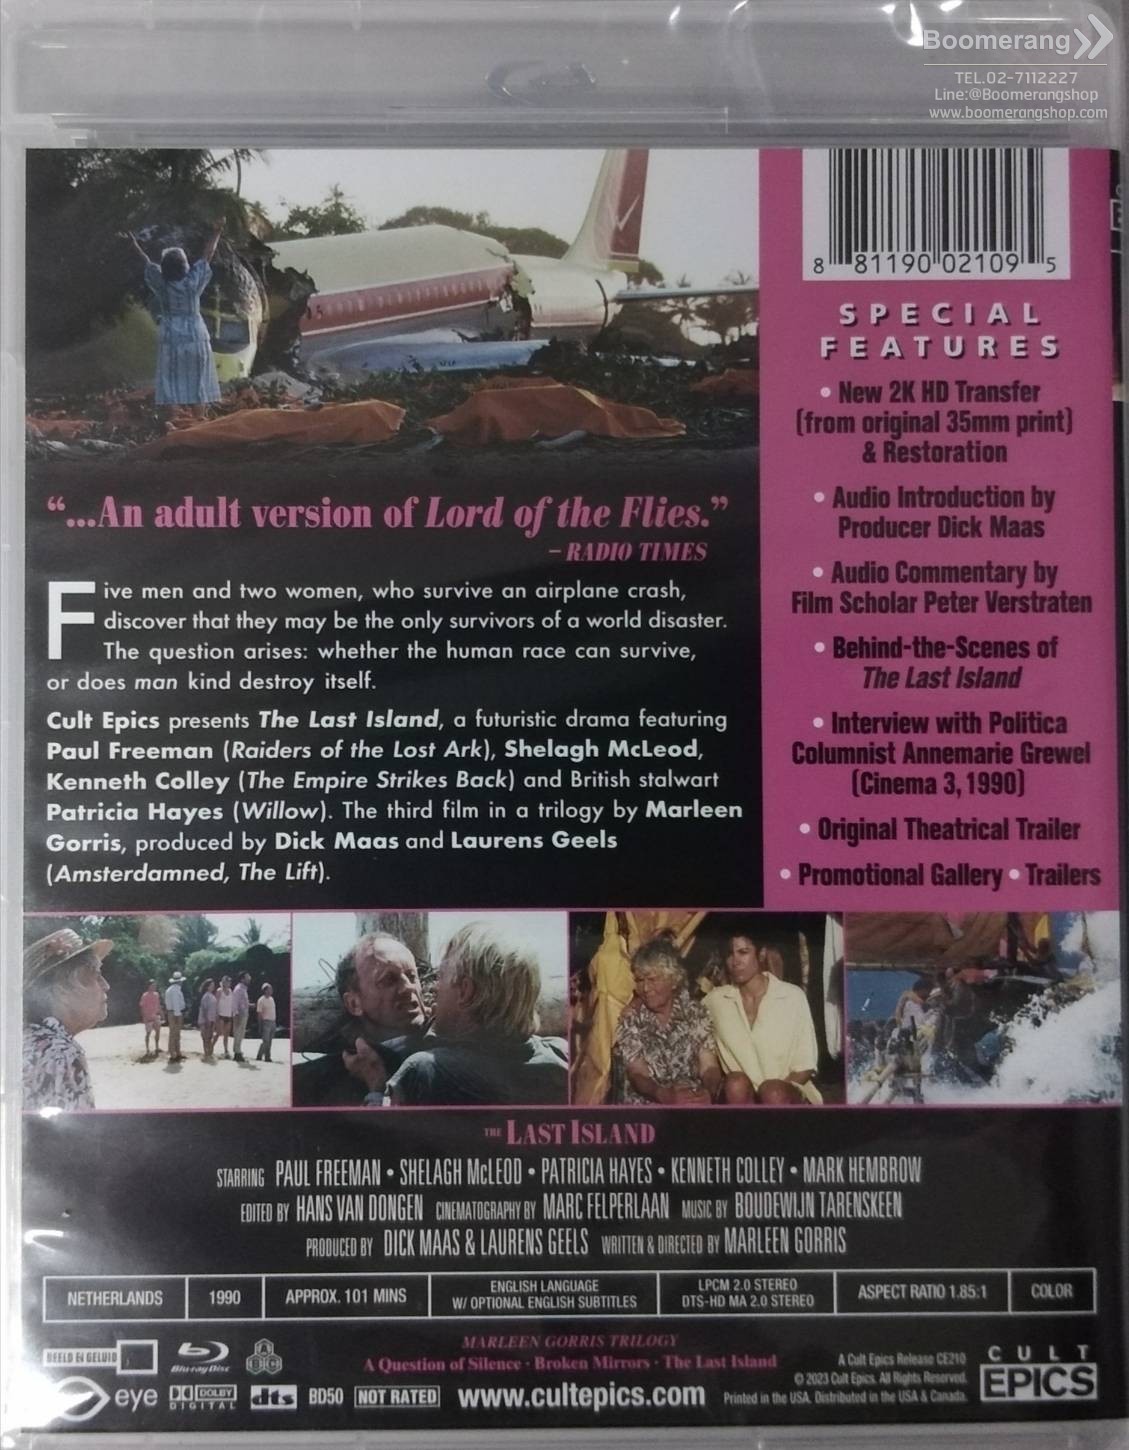 Boomerang
TEL.02-7112227
Line:@Boomerangshop
www.boomerangshop.com
8 81190 02109 5
SPECIAL
FEATURES
• New 2K HD Transfer
(from original 35mm print)
& Restoration
• Audio Introduction by
Producer Dick Maas
• Audio Commentary by
Film Scholar Peter Verstraten
• Behind-the-Scenes of
The Last Island
• Interview with Politica
Columnist Annemarie Grewel
(Cinema 3, 1990)
• Original Theatrical Trailer
• Promotional Gallery • Trailers
“...An adult version of Lord of the Flies.”
– RADIO TIMES
Five men and two women, who survive an airplane crash,
discover that they may be the only survivors of a world disaster.
The question arises: whether the human race can survive,
or does man kind destroy itself.
Cult Epics presents The Last Island, a futuristic drama featuring
Paul Freeman (Raiders of the Lost Ark), Shelagh McLeod,
Kenneth Colley (The Empire Strikes Back) and British stalwart
Patricia Hayes (Willow). The third film in a trilogy by Marleen
Gorris, produced by Dick Maas and Laurens Geels
(Amsterdamned, The Lift).
THE LAST ISLAND
STARRING PAUL FREEMAN • SHELAGH McLEOD • PATRICIA HAYES • KENNETH COLLEY • MARK HEMBROW
EDITED BY HANS VAN DONGEN CINEMATOGRAPHY BY MARC FELPERLAAN MUSIC BY BOUDEWIJN TARENSKEEN
PRODUCED BY DICK MAAS & LAURENS GEELS WRITTEN & DIRECTED BY MARLEEN GORRIS
NETHERLANDS
1990
APPROX. 101 MINS
ENGLISH LANGUAGE
W/ OPTIONAL ENGLISH SUBTITLES
LPCM 2.0 STEREO
DTS-HD MA 2.0 STEREO
ASPECT RATIO 1.85:1
COLOR
BEELD EN GELUID
Blu-ray Disc
ABC
MARLEEN GORRIS TRILOGY
A Question of Silence · Broken Mirrors · The Last Island
A Cult Epics Release CE210
© 2023 Cult Epics. All Rights Reserved.
Printed in the USA. Distributed in the USA & Canada.
CULT
EPICS
eye
DOLBY
DIGITAL
dts
BD50
NOT RATED
www.cultepics.com